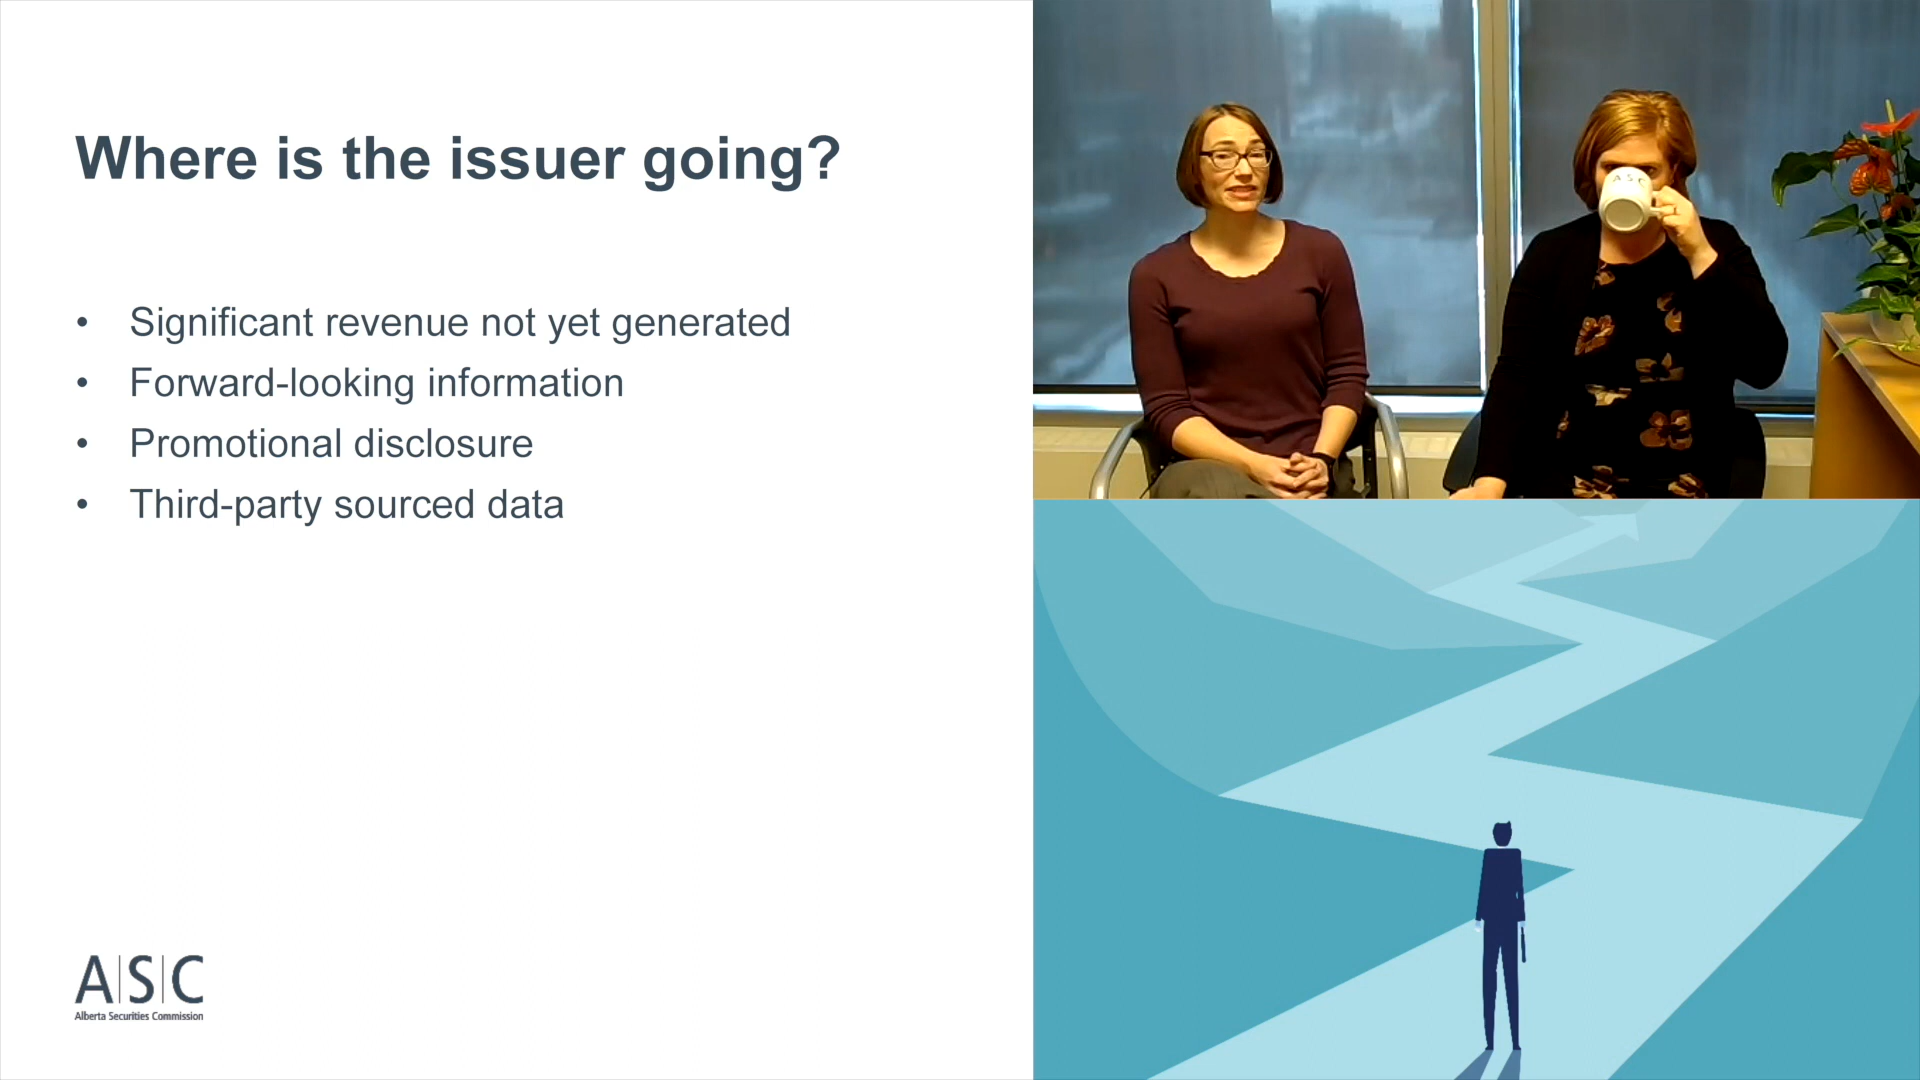 Where is the issuer going?
• Significant revenue not yet generated
• Forward-looking information
• Promotional disclosure
• Third-party sourced data
A|S|C
Alberta Securities Commission
ASC